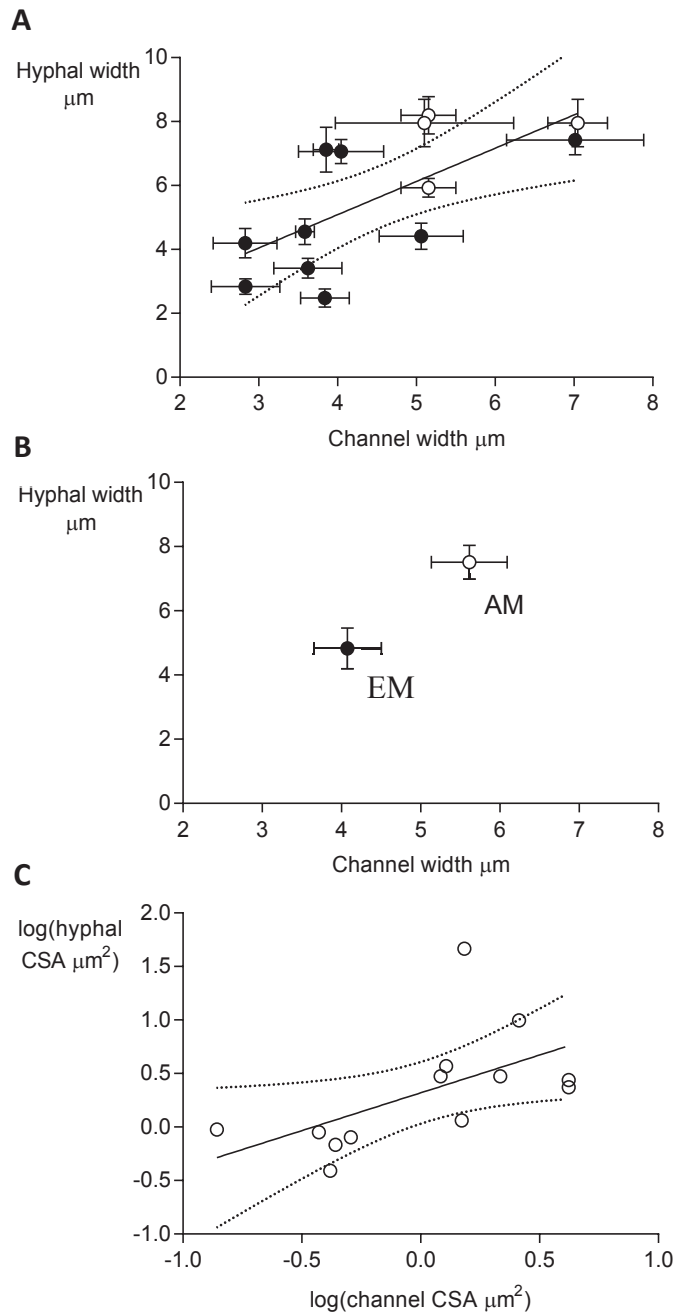 A
Hyphal width
μm
10
8
6
4
2
0
2 3 4 5 6 7 8
Channel width μm
B
Hyphal width
μm
10
8
6
4
2
0
AM
EM
2 3 4 5 6 7 8
Channel width μm
C
log(hyphal
CSA μm²)
2.0
1.5
1.0
0.5
0.0
-0.5
-1.0
-1.0 -0.5 0.0 0.5 1.0
log(channel CSA μm²)